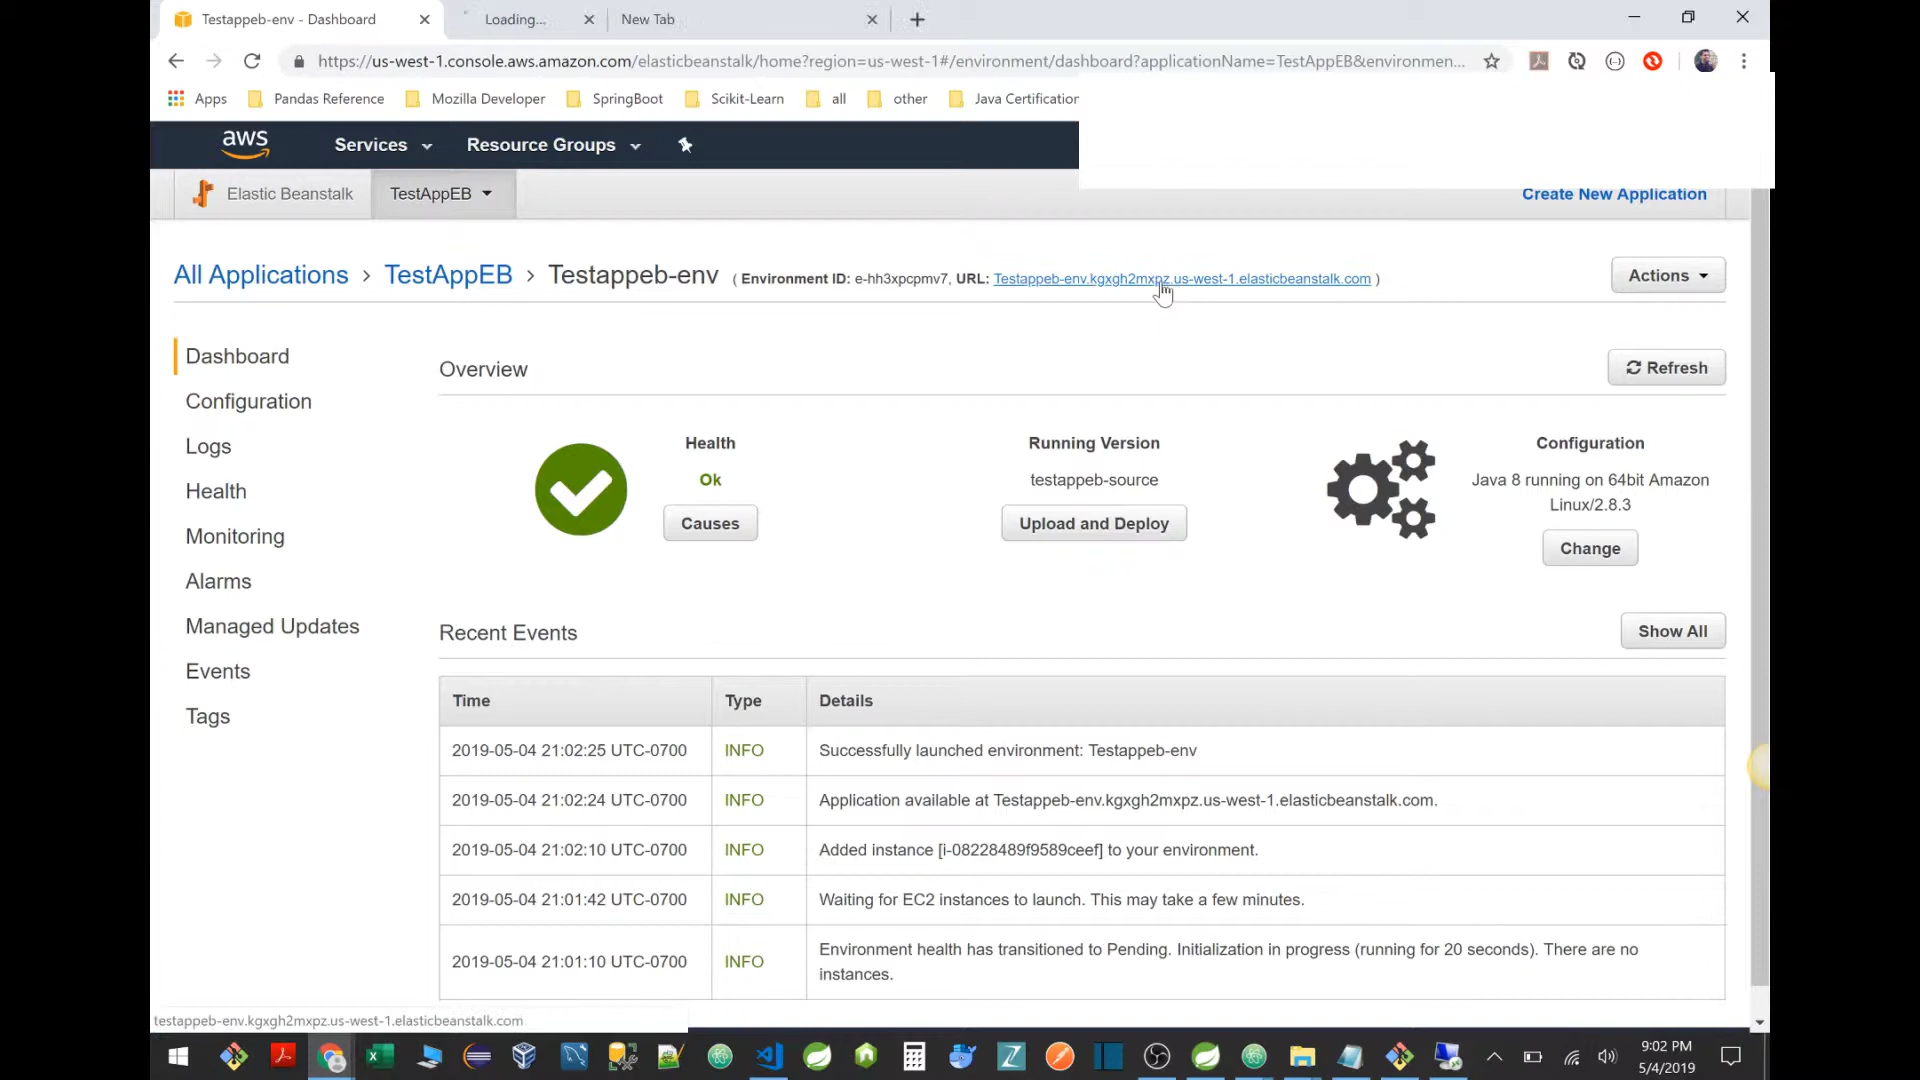 Testappeb-env - Dashboard
Loading...
New Tab
https://us-west-1.console.aws.amazon.com/elasticbeanstalk/home?region=us-west-1#/environment/dashboard?applicationName=TestAppEB&environmen...
Apps
Pandas Reference
Mozilla Developer
SpringBoot
Scikit-Learn
all
other
Java Certification
aws
Services
Resource Groups
Elastic Beanstalk
TestAppEB
Create New Application
All Applications > TestAppEB > Testappeb-env ( Environment ID: e-hh3xpcpmv7, URL: Testappeb-env.kgxgh2mxpz.us-west-1.elasticbeanstalk.com )
Actions
Dashboard
Configuration
Logs
Health
Monitoring
Alarms
Managed Updates
Events
Tags
Overview
Refresh
Health
Ok
Causes
Running Version
testappeb-source
Upload and Deploy
Configuration
Java 8 running on 64bit Amazon
Linux/2.8.3
Change
Recent Events
Show All
Time Type Details
2019-05-04 21:02:25 UTC-0700 INFO Successfully launched environment: Testappeb-env
2019-05-04 21:02:24 UTC-0700 INFO Application available at Testappeb-env.kgxgh2mxpz.us-west-1.elasticbeanstalk.com.
2019-05-04 21:02:10 UTC-0700 INFO Added instance [i-08228489f9589ceef] to your environment.
2019-05-04 21:01:42 UTC-0700 INFO Waiting for EC2 instances to launch. This may take a few minutes.
2019-05-04 21:01:10 UTC-0700 INFO Environment health has transitioned to Pending. Initialization in progress (running for 20 seconds). There are no
instances.
testappeb-env.kgxgh2mxpz.us-west-1.elasticbeanstalk.com
9:02 PM
5/4/2019